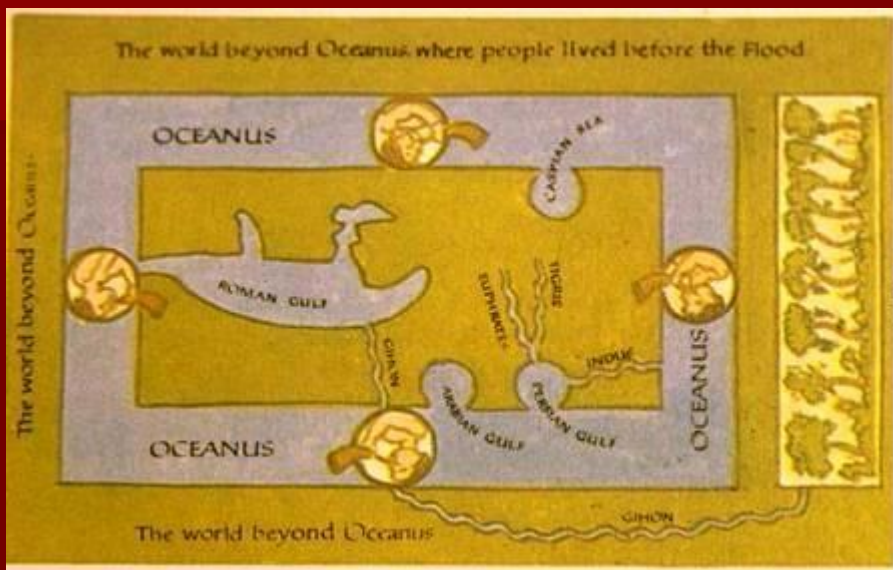 The world beyond Oceanus, where people lived before the Flood
OCEANUS
CASPIAN SEA
The world beyond Oceanus
ROMAN GULF
EUPHRATES
TIGRIS
GIHON
INDUS
ARABIAN GULF
PERSIAN GULF
OCEANUS
OCEANUS
GIHON
The world beyond Oceanus